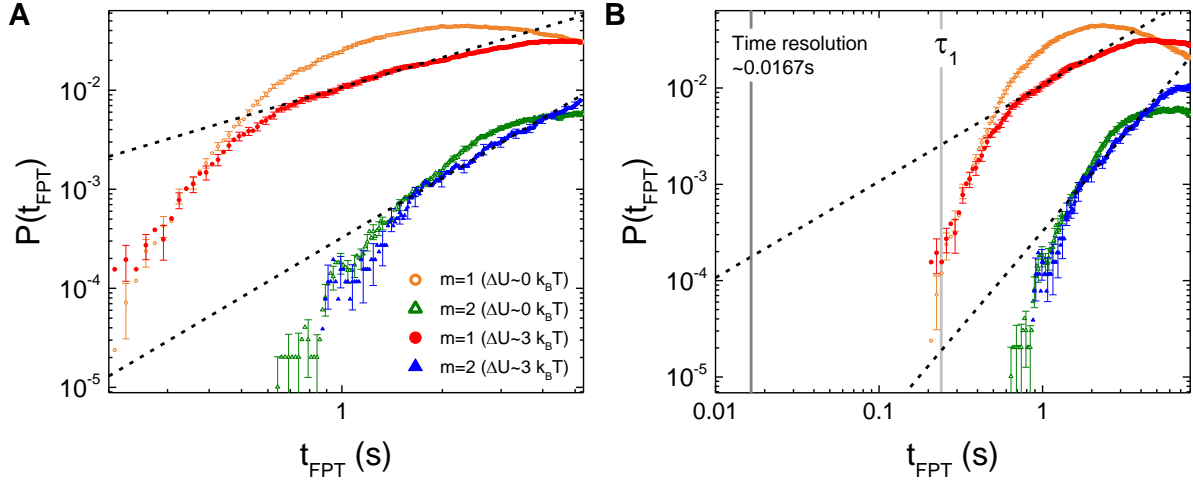 A
P(t_FPT)
10⁻²
10⁻³
10⁻⁴
10⁻⁵
1
t_FPT (s)
m=1 (ΔU~0 k_BT)
m=2 (ΔU~0 k_BT)
m=1 (ΔU~3 k_BT)
m=2 (ΔU~3 k_BT)
B
P(t_FPT)
10⁻²
10⁻³
10⁻⁴
10⁻⁵
Time resolution
~0.0167s
τ₁
0.01
0.1
1
t_FPT (s)